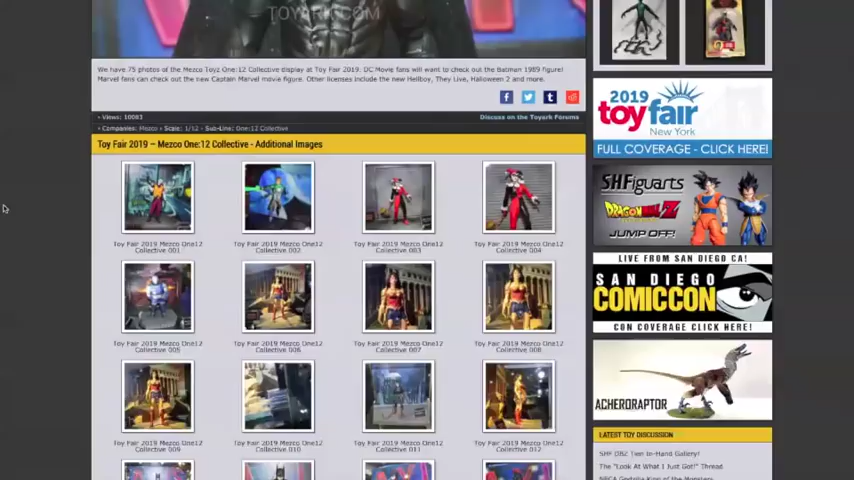 TOYARK.COM
We have 75 photos of the Mezco Toyz One:12 Collective display at Toy Fair 2019. DC Movie fans will want to check out the Batman 1989 figure!
Marvel fans can check out the new Captain Marvel movie figure. Other licenses include the new Hellboy, They Live, Halloween 2 and more.
• Views: 10083
Discuss on the Toyark Forums
• Companies: Mezco • Scale: 1/12 • Sub-Line: One:12 Collective
Toy Fair 2019 – Mezco One:12 Collective - Additional Images
Toy Fair 2019 Mezco One12
Collective 001
Toy Fair 2019 Mezco One12
Collective 002
Toy Fair 2019 Mezco One12
Collective 003
Toy Fair 2019 Mezco One12
Collective 004
Toy Fair 2019 Mezco One12
Collective 005
Toy Fair 2019 Mezco One12
Collective 006
Toy Fair 2019 Mezco One12
Collective 007
Toy Fair 2019 Mezco One12
Collective 008
Toy Fair 2019 Mezco One12
Collective 009
Toy Fair 2019 Mezco One12
Collective 010
Toy Fair 2019 Mezco One12
Collective 011
Toy Fair 2019 Mezco One12
Collective 012
2019
toy fair
New York
FULL COVERAGE - CLICK HERE!
SHFiguarts
DRAGONBALL Z
JUMP OFF!
LIVE FROM SAN DIEGO CA!
SAN DIEGO
COMICCON
CON COVERAGE CLICK HERE!
ACHERORAPTOR
LATEST TOY DISCUSSION
SHF DBZ Two In-Hand Gallery!
The "Look At What I Just Got!" Thread
NECA Godzilla King of the Monsters